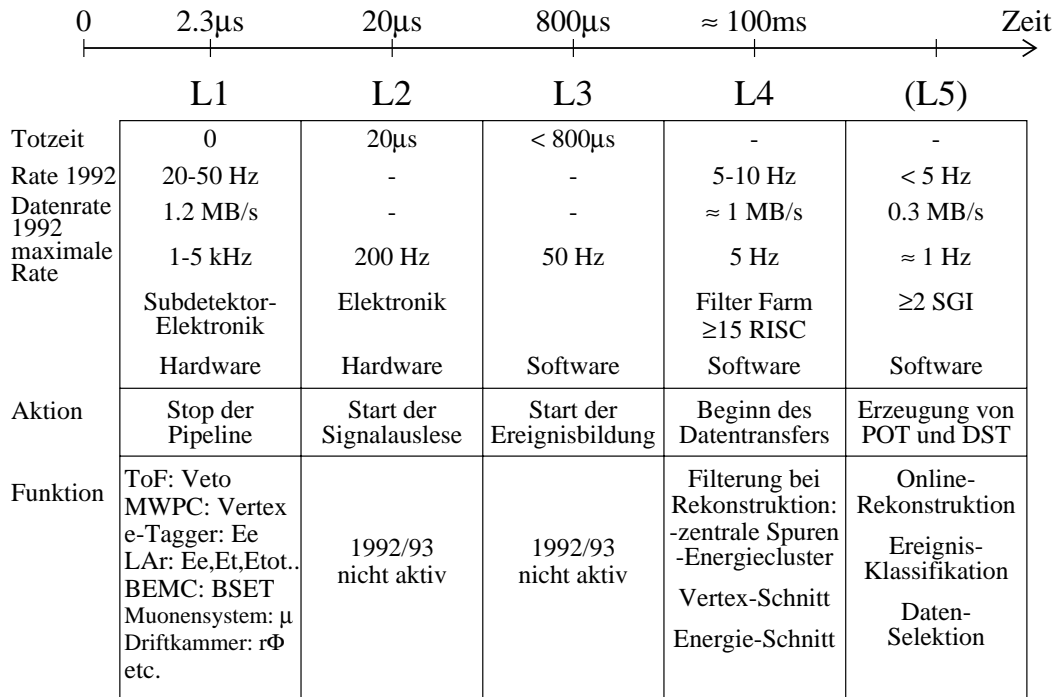 0 2.3µs 20µs 800µs ≈ 100ms Zeit
L1 L2 L3 L4 (L5)
Totzeit 0 20µs < 800µs - -
Rate 1992 20-50 Hz - - 5-10 Hz < 5 Hz
Datenrate
1992
1.2 MB/s - - ≈ 1 MB/s 0.3 MB/s
maximale
Rate
1-5 kHz 200 Hz 50 Hz 5 Hz ≈ 1 Hz
Subdetektor-
Elektronik
Elektronik
Filter Farm
≥15 RISC
≥2 SGI
Hardware Hardware Software Software Software
Aktion
Stop der
Pipeline
Start der
Signalauslese
Start der
Ereignisbildung
Beginn des
Datentransfers
Erzeugung von
POT und DST
Funktion
ToF: Veto
MWPC: Vertex
e-Tagger: Ee
LAr: Ee,Et,Etot..
BEMC: BSET
Muonensystem: µ
Driftkammer: rΦ
etc.
1992/93
nicht aktiv
1992/93
nicht aktiv
Filterung bei
Rekonstruktion:
-zentrale Spuren
-Energiecluster
Vertex-Schnitt
Energie-Schnitt
Online-
Rekonstruktion
Ereignis-
Klassifikation
Daten-
Selektion